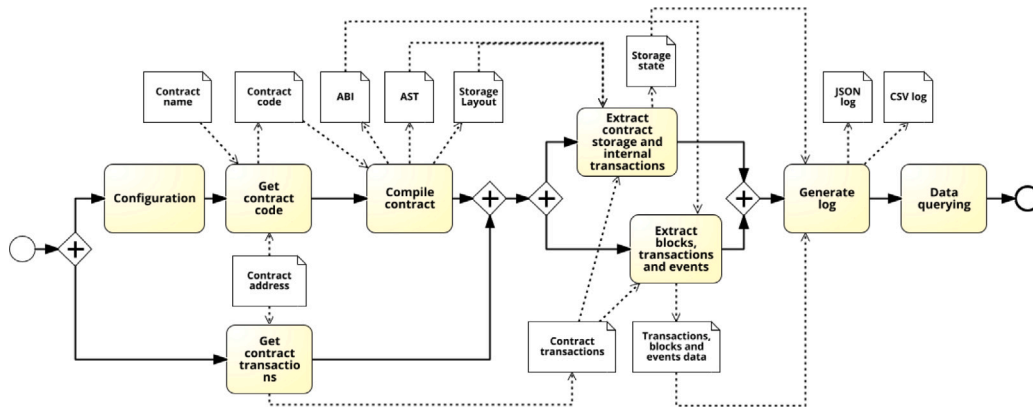 Storage
state
Contract
name
Contract
code
ABI
AST
Storage
Layout
JSON
log
CSV log
Extract
contract
storage and
internal
transactions
Configuration
Get
contract
code
Compile
contract
Generate
log
Data
querying
Extract
blocks,
transactions
and events
Contract
address
Get
contract
transactio
ns
Contract
transactions
Transactions,
blocks and
events data